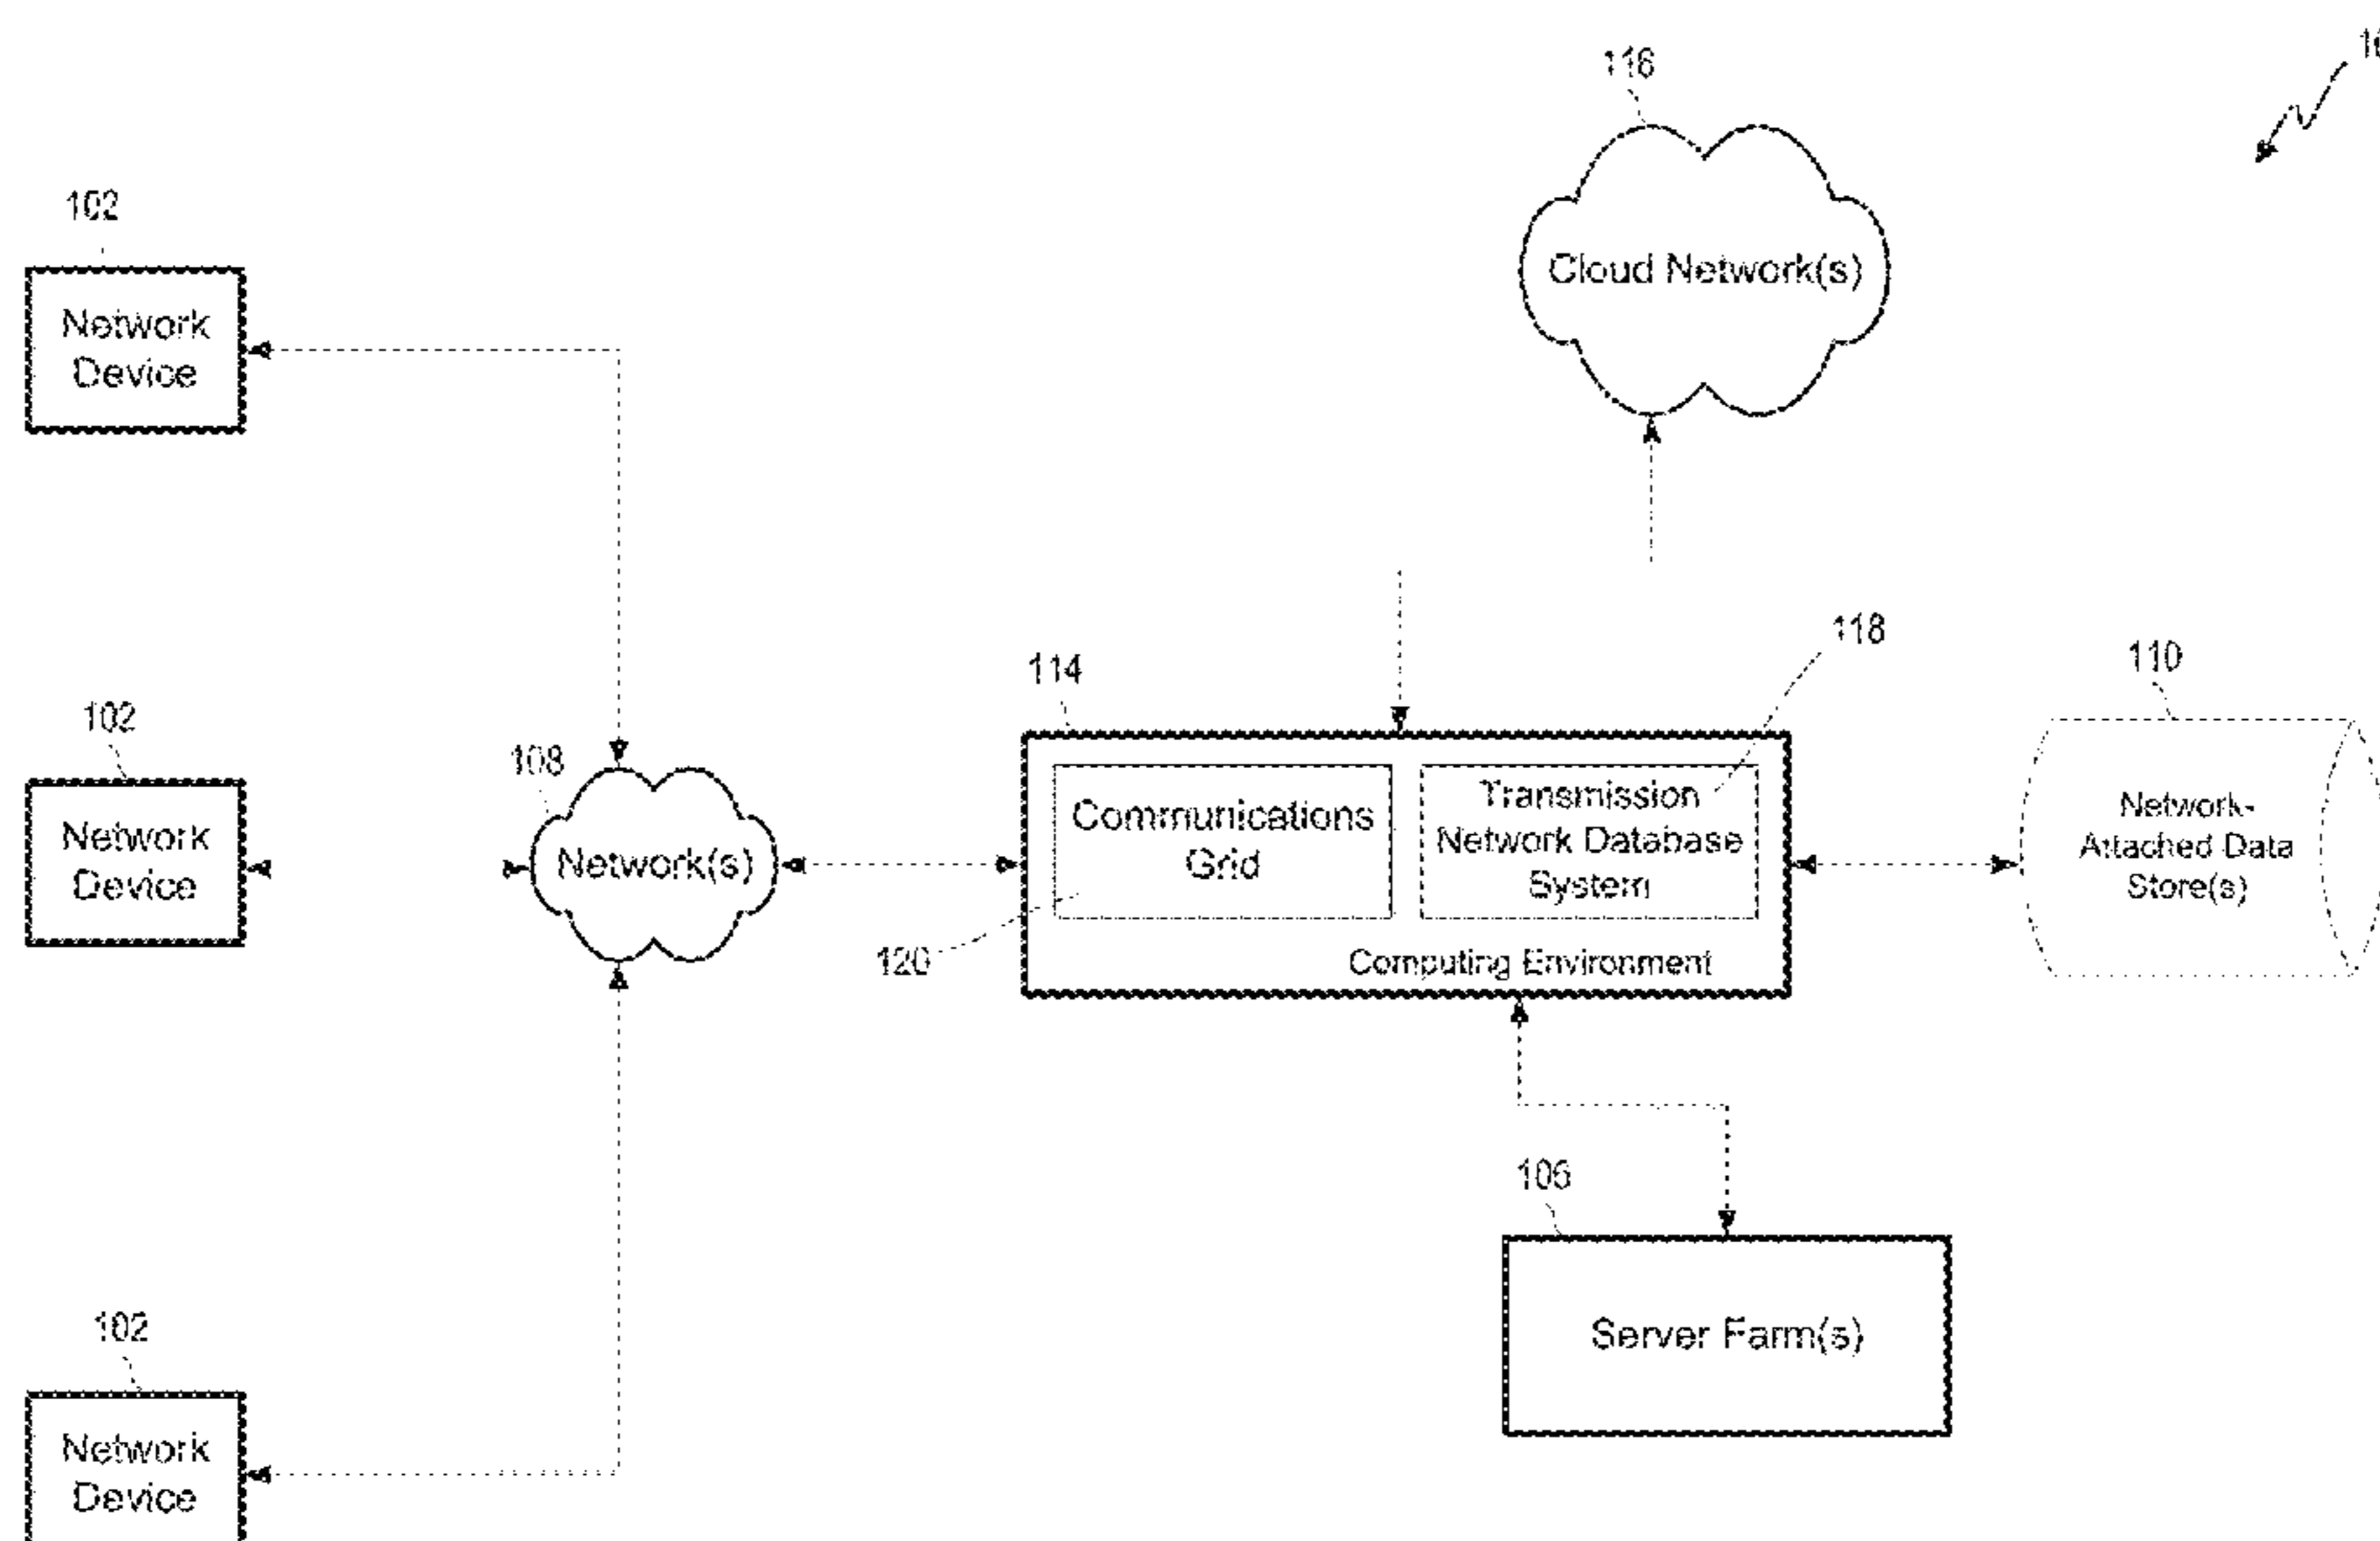 116
10
102
Network
Device
Cloud Network(s)
118
114
110
102
108
Network
Device
Network(s)
Communications
Grid
Transmission
Network Database
System
Network-
Attached Data
Store(s)
120
Computing Environment
106
Server Farm(s)
102
Network
Device